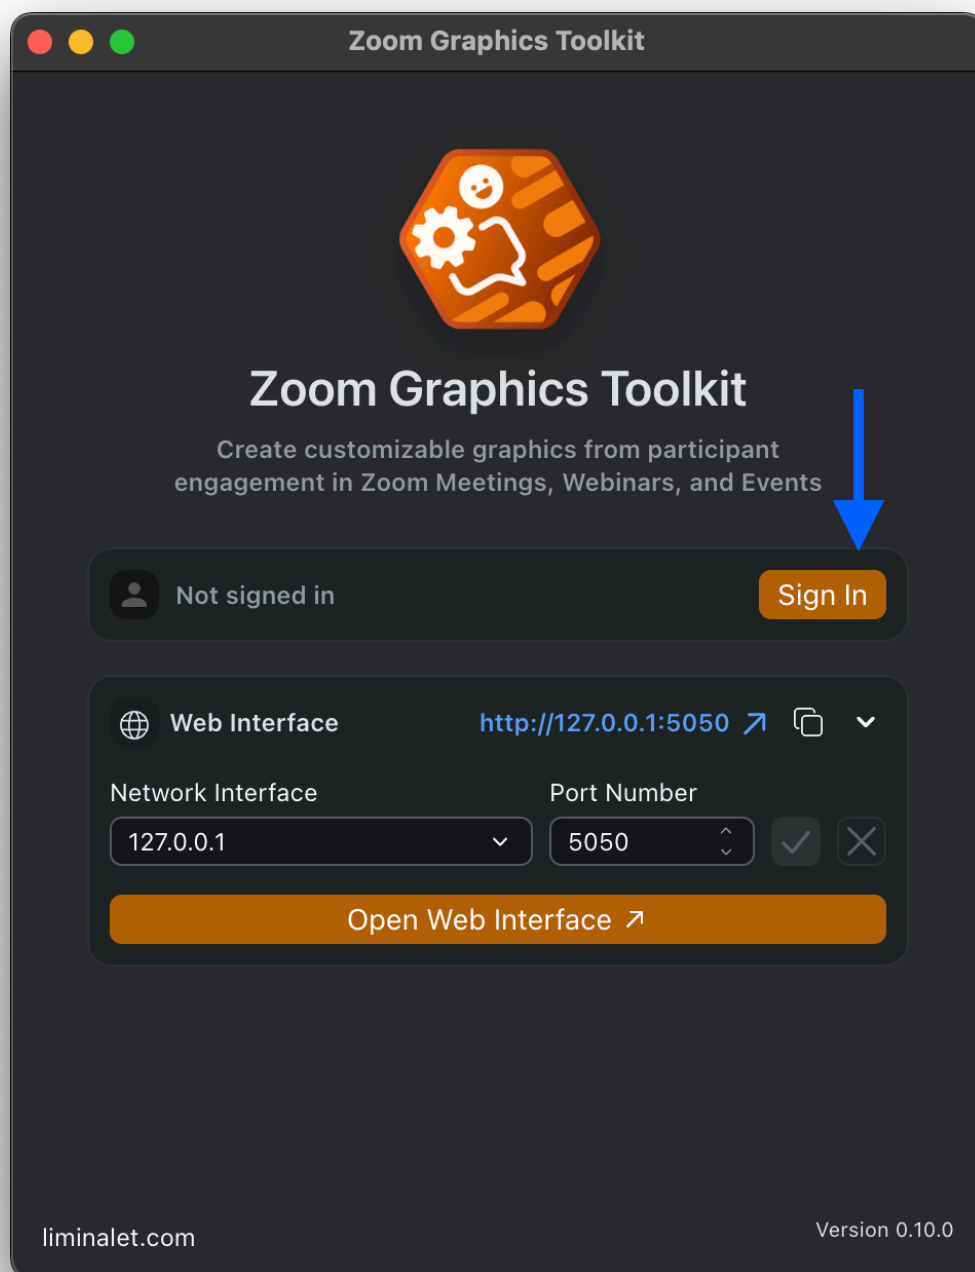 Zoom Graphics Toolkit
Zoom Graphics Toolkit
Create customizable graphics from participant
engagement in Zoom Meetings, Webinars, and Events
Not signed in
Sign In
Web Interface
http://127.0.0.1:5050
Network Interface
Port Number
127.0.0.1
5050
Open Web Interface
liminalet.com
Version 0.10.0